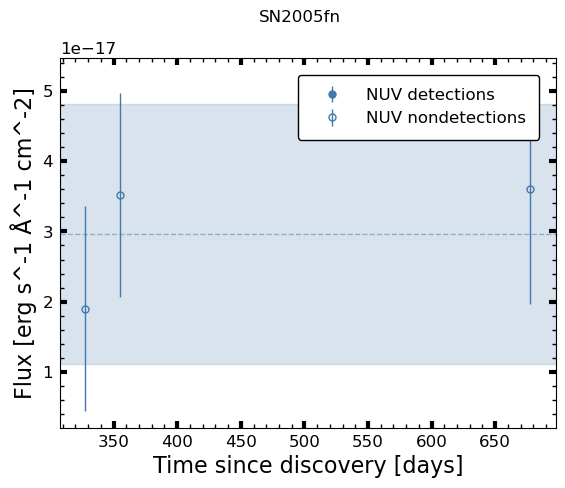 SN2005fn
1e−17
5
4
3
2
1
Flux [erg s^-1 Å^-1 cm^-2]
NUV detections
NUV nondetections
350 400 450 500 550 600 650
Time since discovery [days]